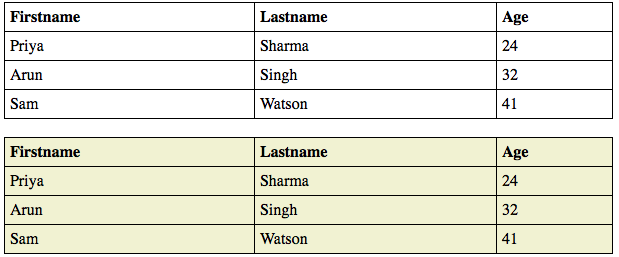 Firstname Lastname Age
Priya Sharma 24
Arun Singh 32
Sam Watson 41
Firstname Lastname Age
Priya Sharma 24
Arun Singh 32
Sam Watson 41